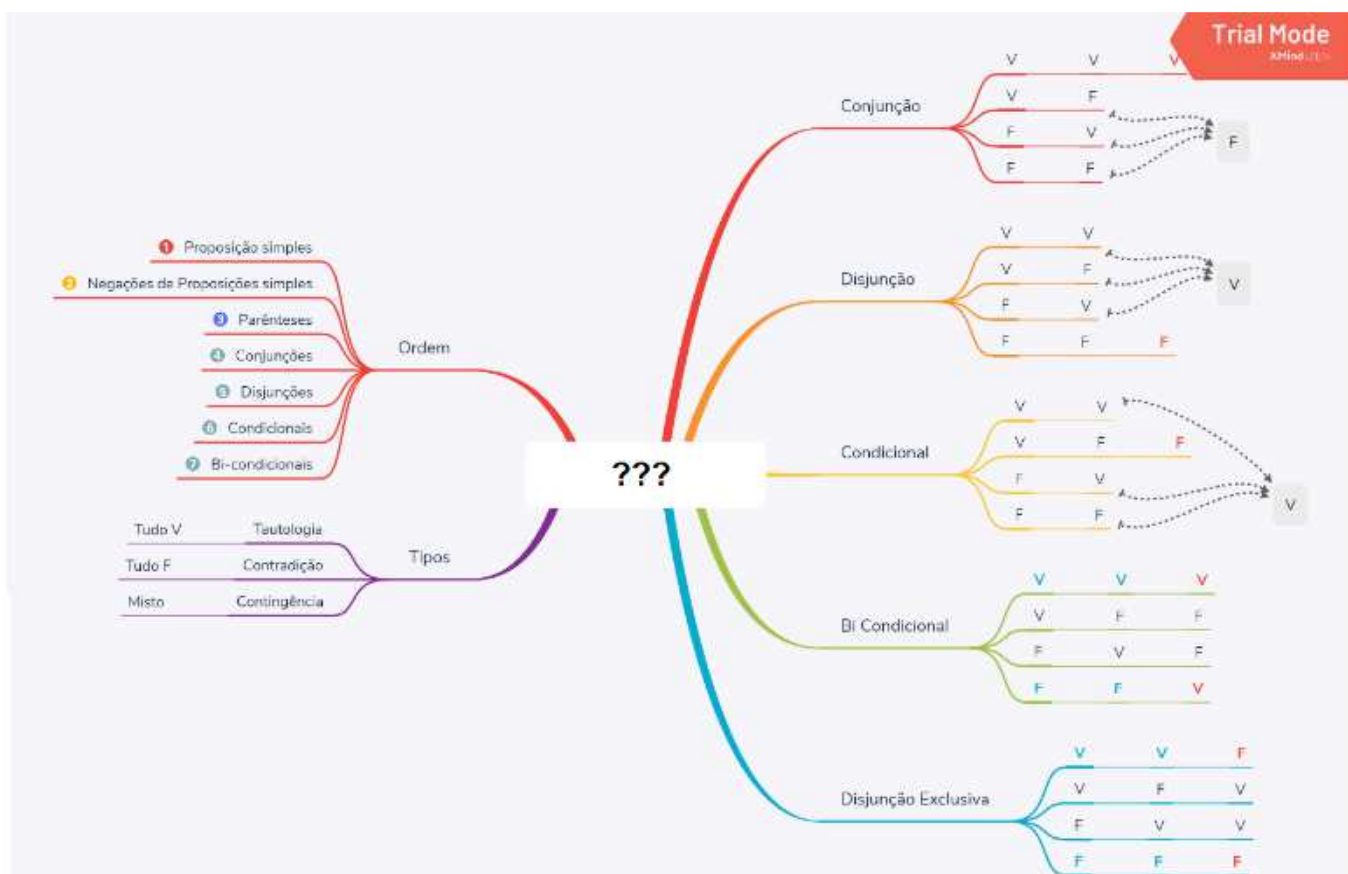 Trial Mode
XMind
Conjunção
V V V
V F
F V
F F
F
Disjunção
V V
V F
F V
F F F
V
Condicional
V V
V F F
F V
F F
V
Bi Condicional
V V V
V F F
F V F
F F V
Disjunção Exclusiva
V V F
V F V
F V V
F F F
???
Ordem
1 Proposição simples
2 Negações de Proposições simples
3 Parênteses
4 Conjunções
5 Disjunções
6 Condicionais
7 Bi-condicionais
Tipos
Tudo V Tautologia
Tudo F Contradição
Misto Contingência